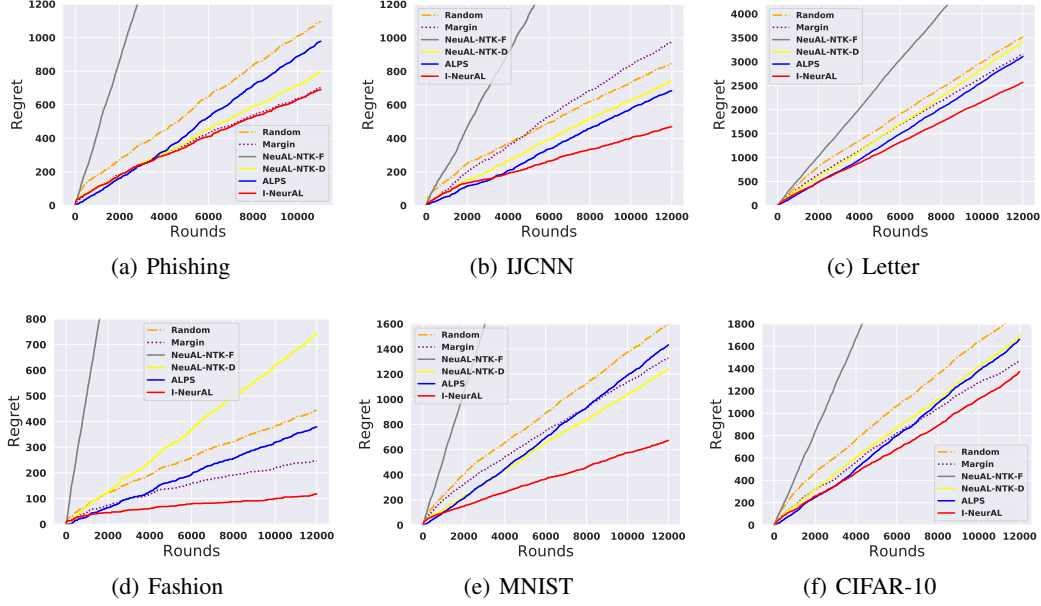 1200
1000
800
600
400
200
0
Regret
Random
Margin
NeuAL-NTK-F
NeuAL-NTK-D
ALPS
I-NeurAL
0 2000 4000 6000 8000 10000
Rounds
(a) Phishing
1200
1000
800
600
400
200
0
Regret
Random
Margin
NeuAL-NTK-F
NeuAL-NTK-D
ALPS
I-NeurAL
0 2000 4000 6000 8000 10000 12000
Rounds
(b) IJCNN
4000
3500
3000
2500
2000
1500
1000
500
0
Regret
Random
Margin
NeuAL-NTK-F
NeuAL-NTK-D
ALPS
I-NeurAL
0 2000 4000 6000 8000 10000 12000
Rounds
(c) Letter
800
700
600
500
400
300
200
100
0
Regret
Random
Margin
NeuAL-NTK-F
NeuAL-NTK-D
ALPS
I-NeurAL
0 2000 4000 6000 8000 10000 12000
Rounds
(d) Fashion
1600
1400
1200
1000
800
600
400
200
0
Regret
Random
Margin
NeuAL-NTK-F
NeuAL-NTK-D
ALPS
I-NeurAL
0 2000 4000 6000 8000 10000 12000
Rounds
(e) MNIST
1800
1600
1400
1200
1000
800
600
400
200
0
Regret
Random
Margin
NeuAL-NTK-F
NeuAL-NTK-D
ALPS
I-NeurAL
0 2000 4000 6000 8000 10000 12000
Rounds
(f) CIFAR-10